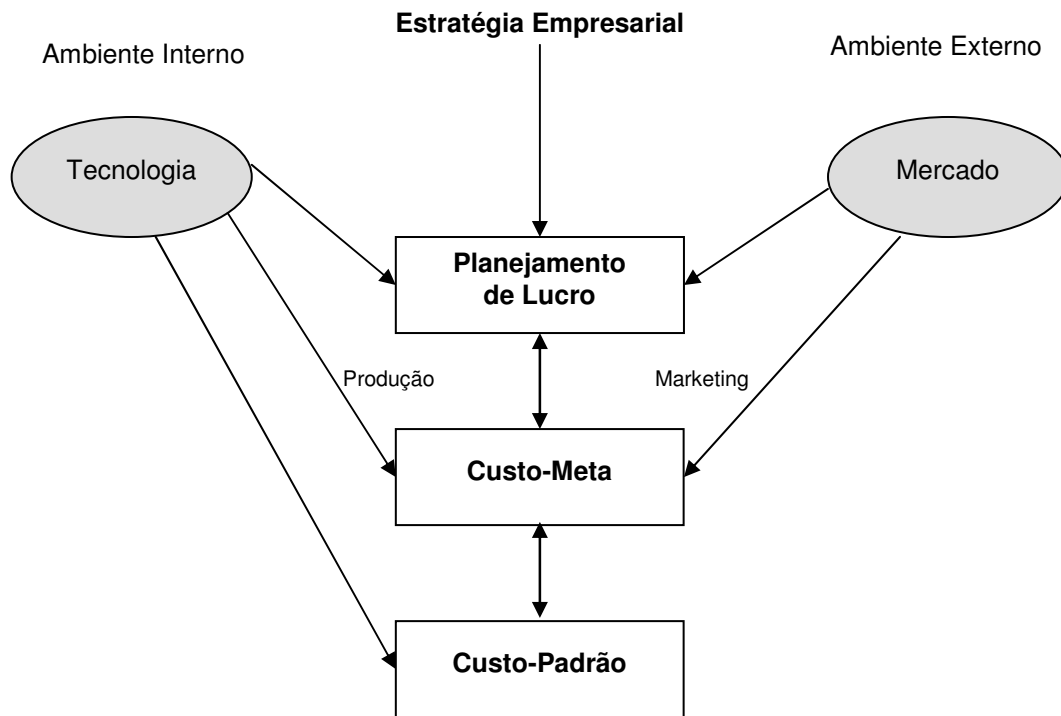 Estratégia Empresarial
Ambiente Interno
Ambiente Externo
Tecnologia
Mercado
Planejamento
de Lucro
Produção
Marketing
Custo-Meta
Custo-Padrão